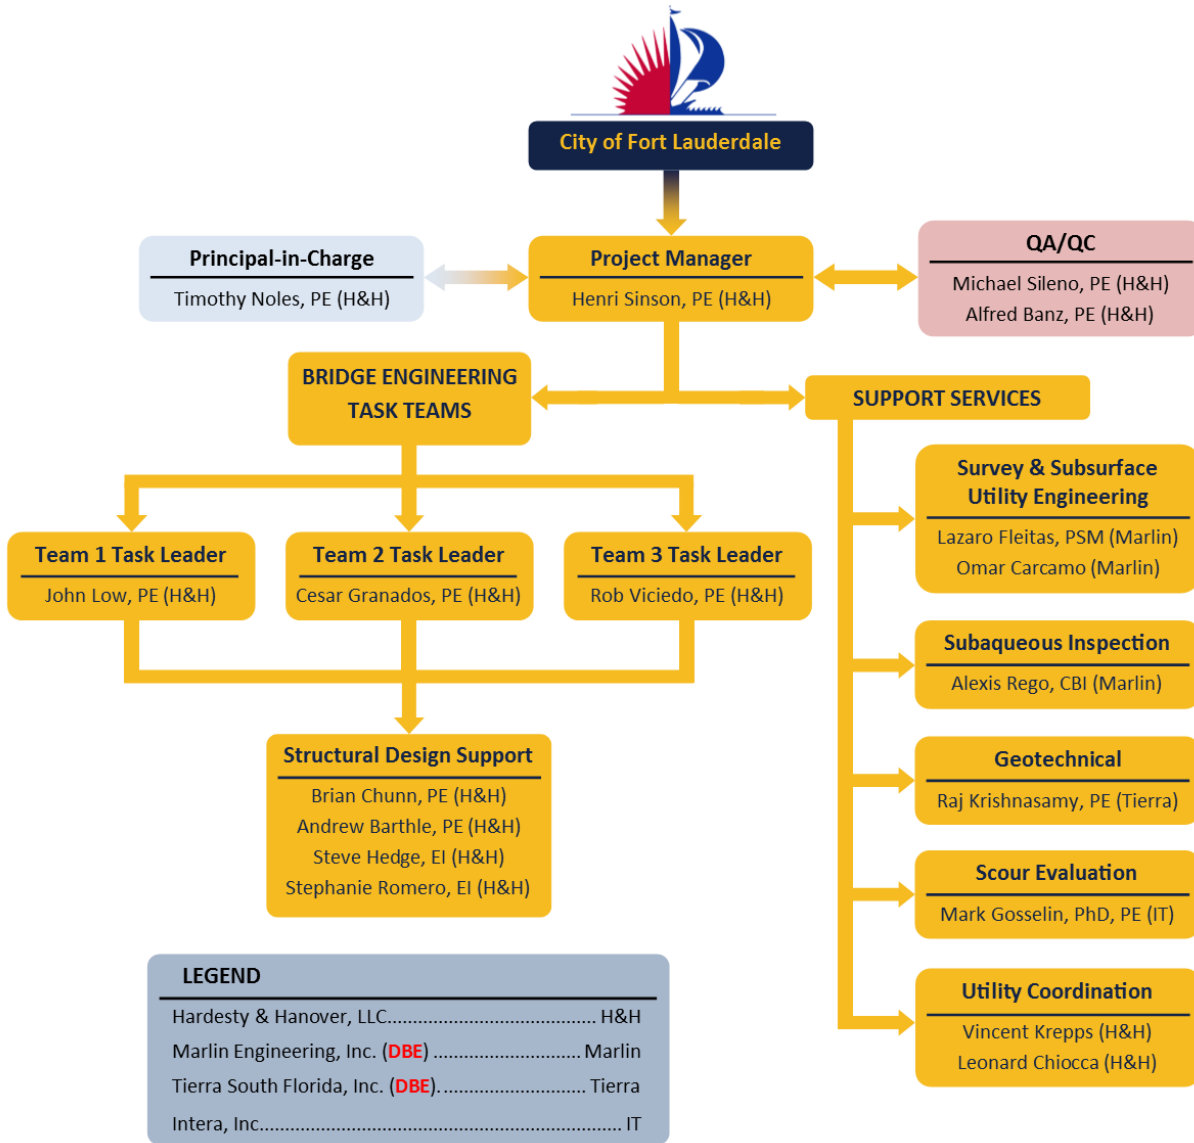 City of Fort Lauderdale
Principal-in-Charge
Timothy Noles, PE (H&H)
Project Manager
Henri Sinson, PE (H&H)
QA/QC
Michael Sileno, PE (H&H)
Alfred Banz, PE (H&H)
BRIDGE ENGINEERING
TASK TEAMS
SUPPORT SERVICES
Team 1 Task Leader
John Low, PE (H&H)
Team 2 Task Leader
Cesar Granados, PE (H&H)
Team 3 Task Leader
Rob Viciedo, PE (H&H)
Structural Design Support
Brian Chunn, PE (H&H)
Andrew Barthle, PE (H&H)
Steve Hedge, EI (H&H)
Stephanie Romero, EI (H&H)
Survey & Subsurface
Utility Engineering
Lazaro Fleitas, PSM (Marlin)
Omar Carcamo (Marlin)
Subaqueous Inspection
Alexis Rego, CBI (Marlin)
Geotechnical
Raj Krishnasamy, PE (Tierra)
Scour Evaluation
Mark Gosselin, PhD, PE (IT)
Utility Coordination
Vincent Krepps (H&H)
Leonard Chiocca (H&H)
LEGEND
Hardesty & Hanover, LLC.......................................... H&H
Marlin Engineering, Inc. (DBE) ............................. Marlin
Tierra South Florida, Inc. (DBE)............................. Tierra
Intera, Inc........................................................................ IT